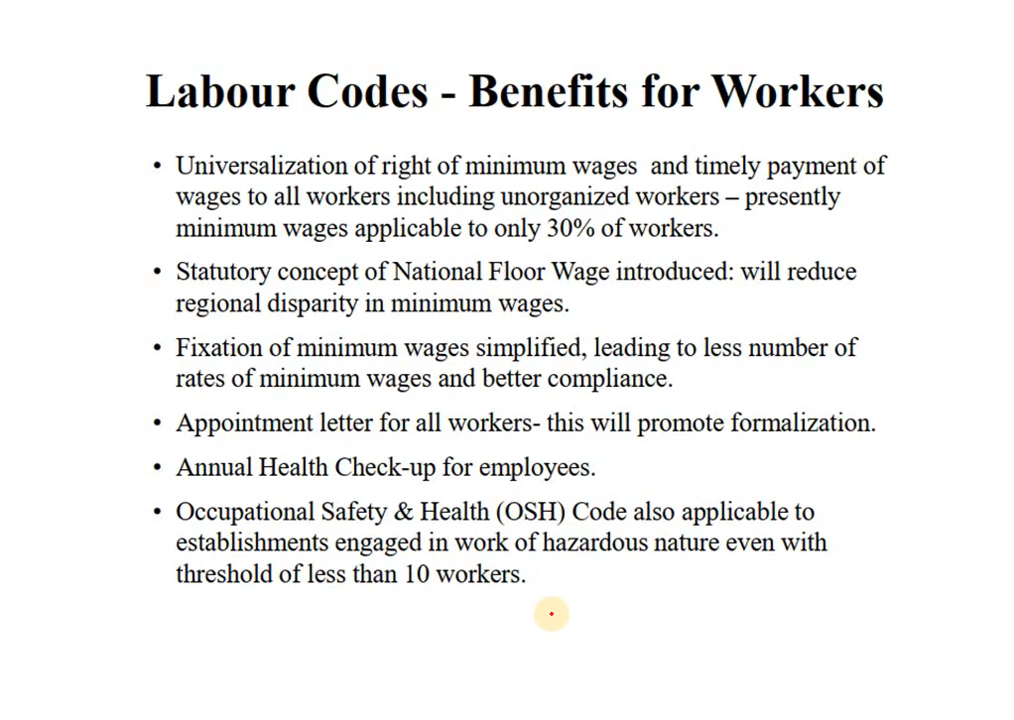 Labour Codes - Benefits for Workers
• Universalization of right of minimum wages  and timely payment of
wages to all workers including unorganized workers – presently
minimum wages applicable to only 30% of workers.
• Statutory concept of National Floor Wage introduced: will reduce
regional disparity in minimum wages.
• Fixation of minimum wages simplified, leading to less number of
rates of minimum wages and better compliance.
• Appointment letter for all workers- this will promote formalization.
• Annual Health Check-up for employees.
• Occupational Safety & Health (OSH) Code also applicable to
establishments engaged in work of hazardous nature even with
threshold of less than 10 workers.